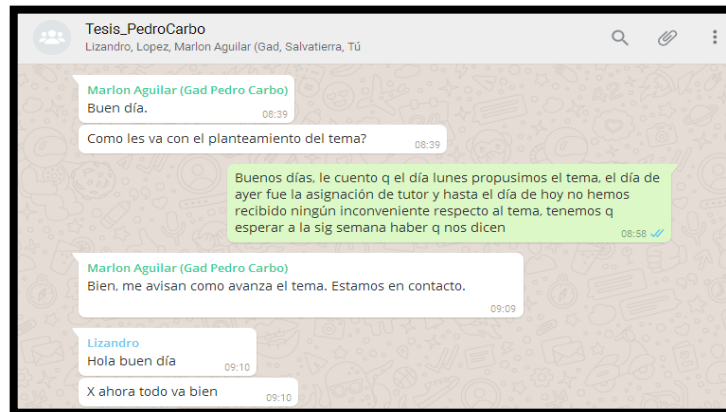 Tesis_PedroCarbo
Lizandro, Lopez, Marlon Aguilar (Gad, Salvatierra, Tú
Marlon Aguilar (Gad Pedro Carbo)
Buen día.
08:39
Como les va con el planteamiento del tema?
08:39
Buenos días, le cuento q el día lunes propusimos el tema, el día de
ayer fue la asignación de tutor y hasta el día de hoy no hemos
recibido ningún inconveniente respecto al tema, tenemos q
esperar a la sig semana haber q nos dicen
08:58
Marlon Aguilar (Gad Pedro Carbo)
Bien, me avisan como avanza el tema. Estamos en contacto.
09:09
Lizandro
Hola buen día
09:10
X ahora todo va bien
09:10